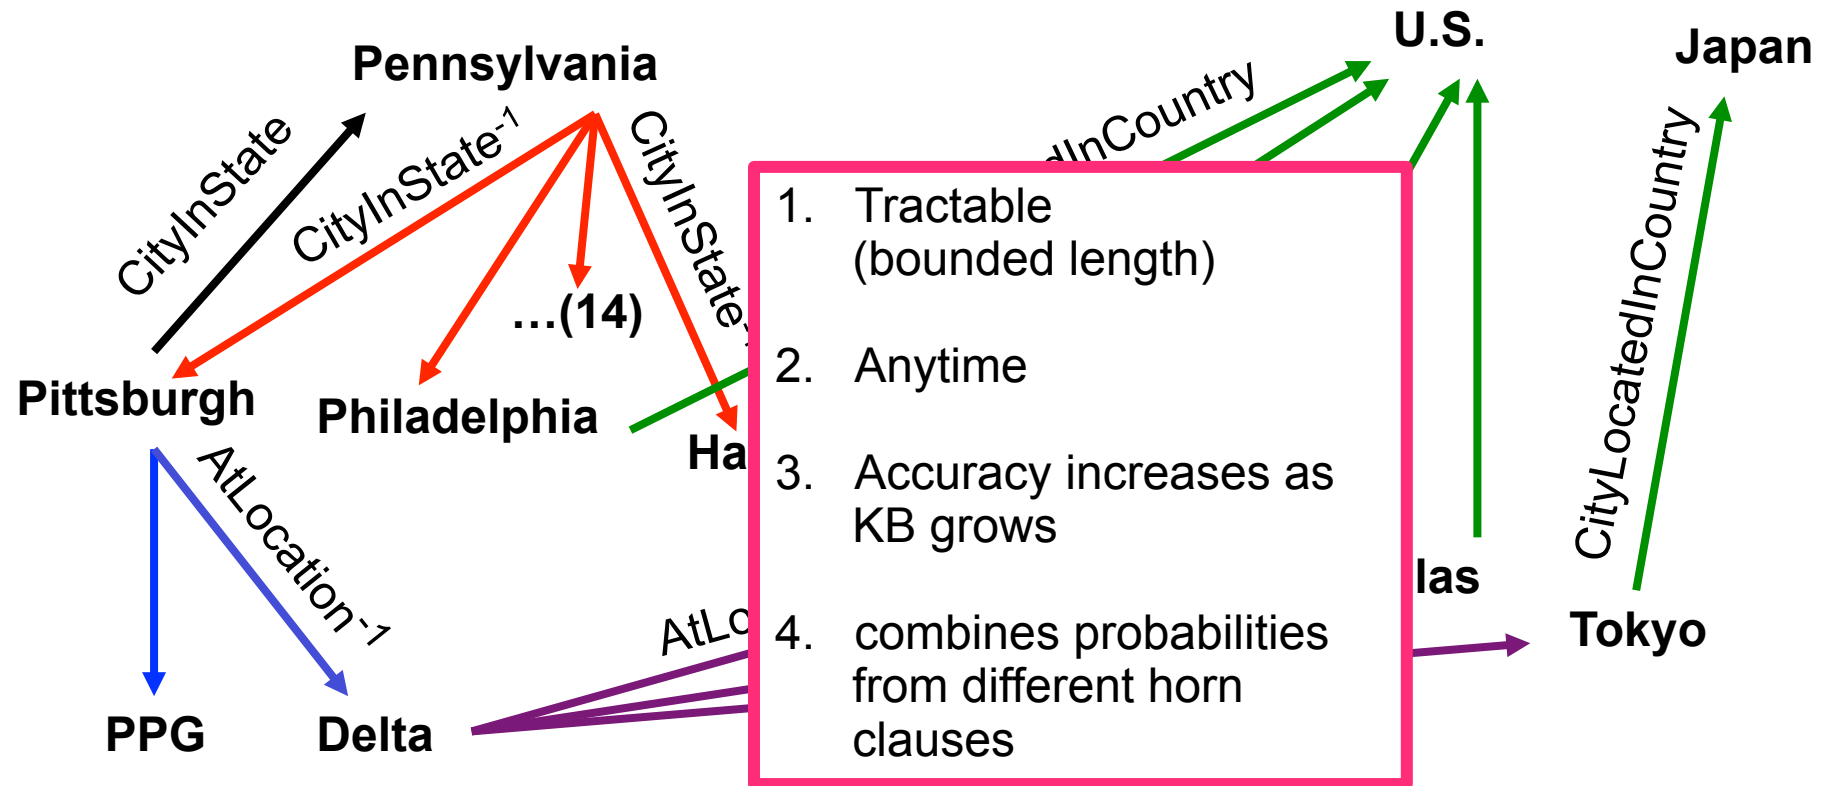 U.S.
Japan
Pennsylvania
CityInState
CityInState-1
CityInState-1
dInCountry
CityLocatedInCountry
…(14)
Pittsburgh
Philadelphia
Ha
AtLocation-1
AtLo
las
Tokyo
PPG
Delta
1. Tractable
(bounded length)
2. Anytime
3. Accuracy increases as
KB grows
4. combines probabilities
from different horn
clauses